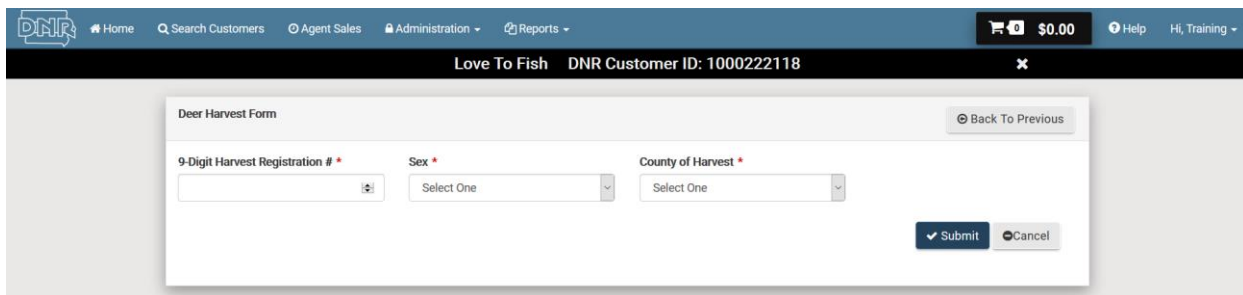 DNR Home Search Customers Agent Sales Administration Reports 0 $0.00 Help Hi, Training
Love To Fish DNR Customer ID: 1000222118
Deer Harvest Form Back To Previous
9-Digit Harvest Registration # * Sex * County of Harvest *
Select One Select One
Submit Cancel